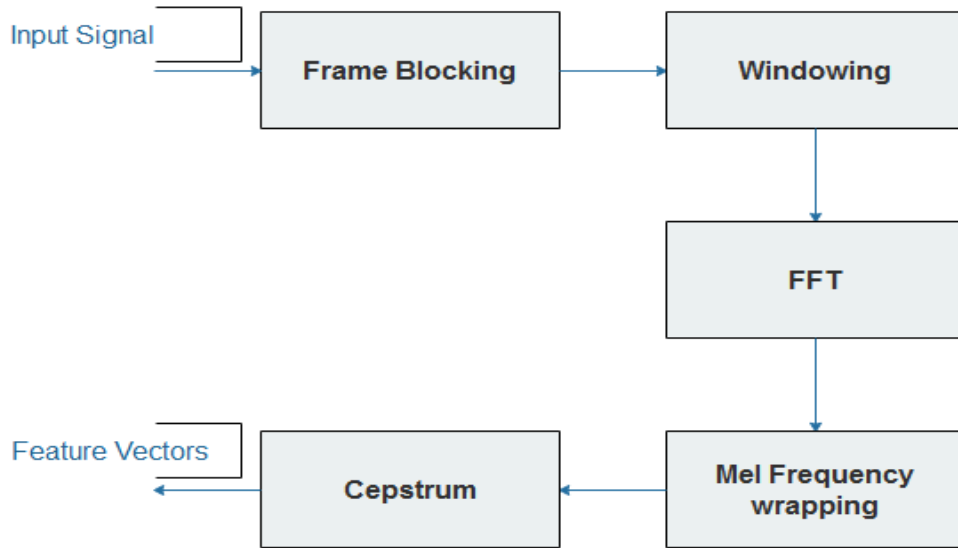 Input Signal
Frame Blocking
Windowing
FFT
Mel Frequency
wrapping
Cepstrum
Feature Vectors